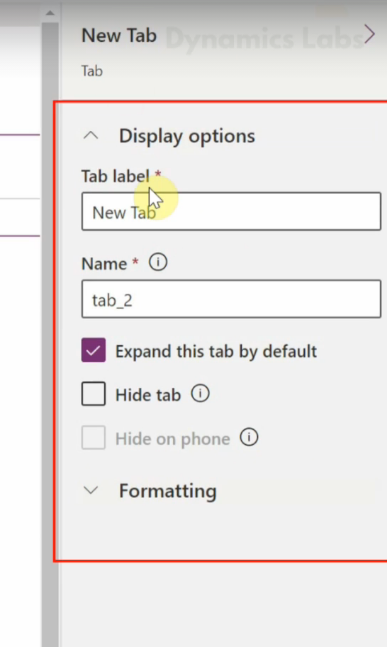 New Tab
Dynamics Labs
Tab
Display options
Tab label *
New Tab
Name *
tab_2
Expand this tab by default
Hide tab
Hide on phone
Formatting